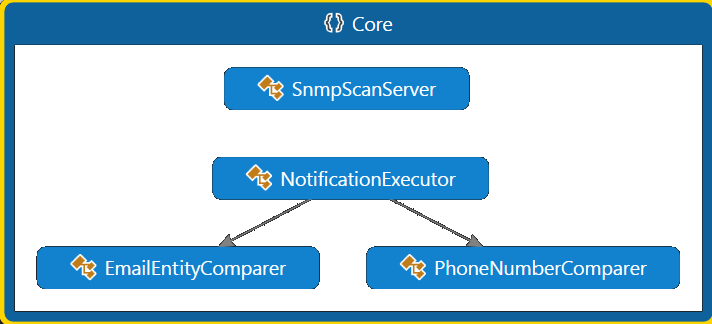 Core
SnmpScanServer
NotificationExecutor
EmailEntityComparer
PhoneNumberComparer